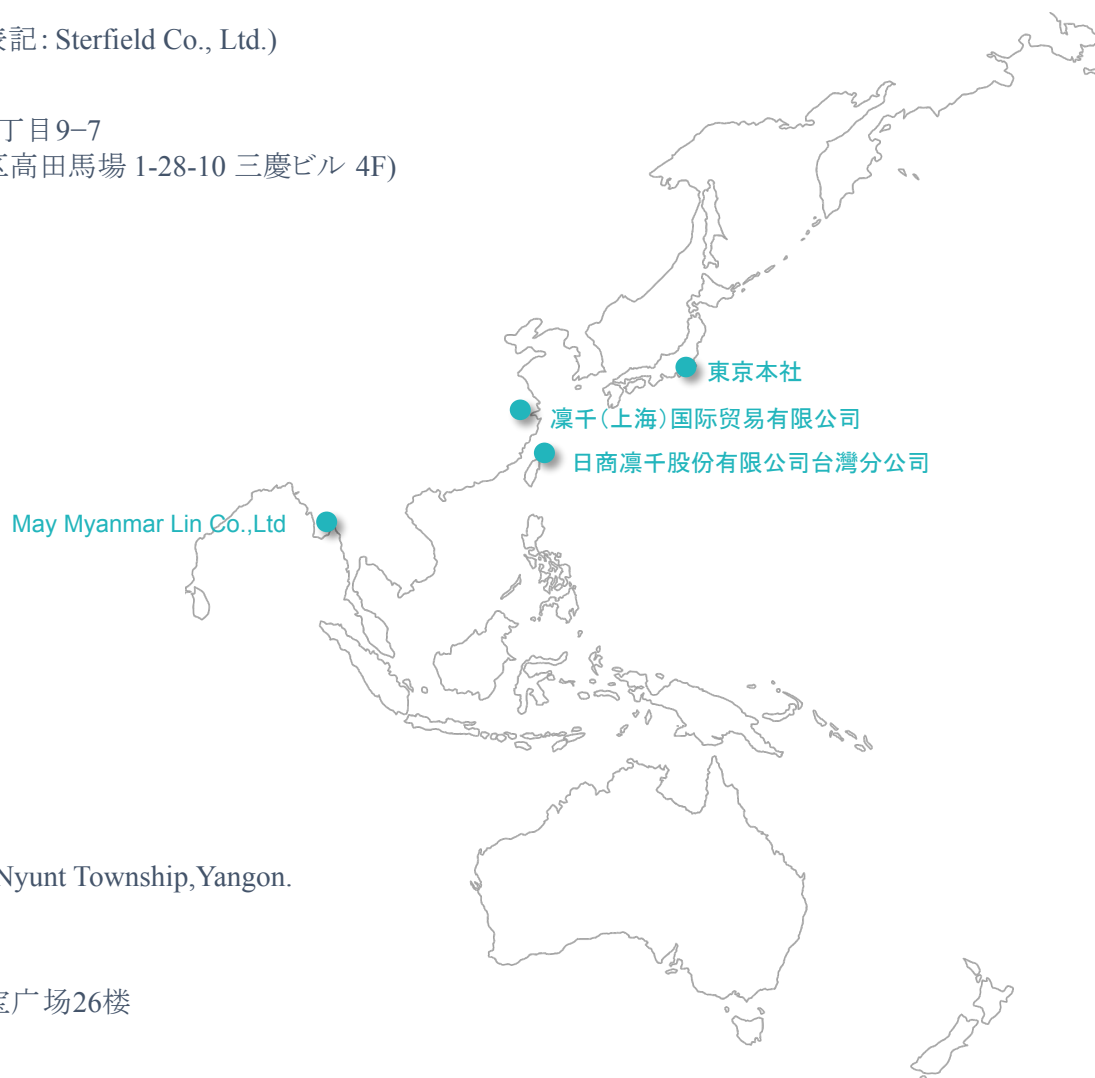 表記: Sterfield Co., Ltd.)
丁目9−7
区高田馬場 1-28-10 三慶ビル 4F)
東京本社
凜千(上海)国际贸易有限公司
日商凛千股份有限公司台灣分公司
May Myanmar Lin Co.,Ltd
Nyunt Township,Yangon.
宝广场26楼